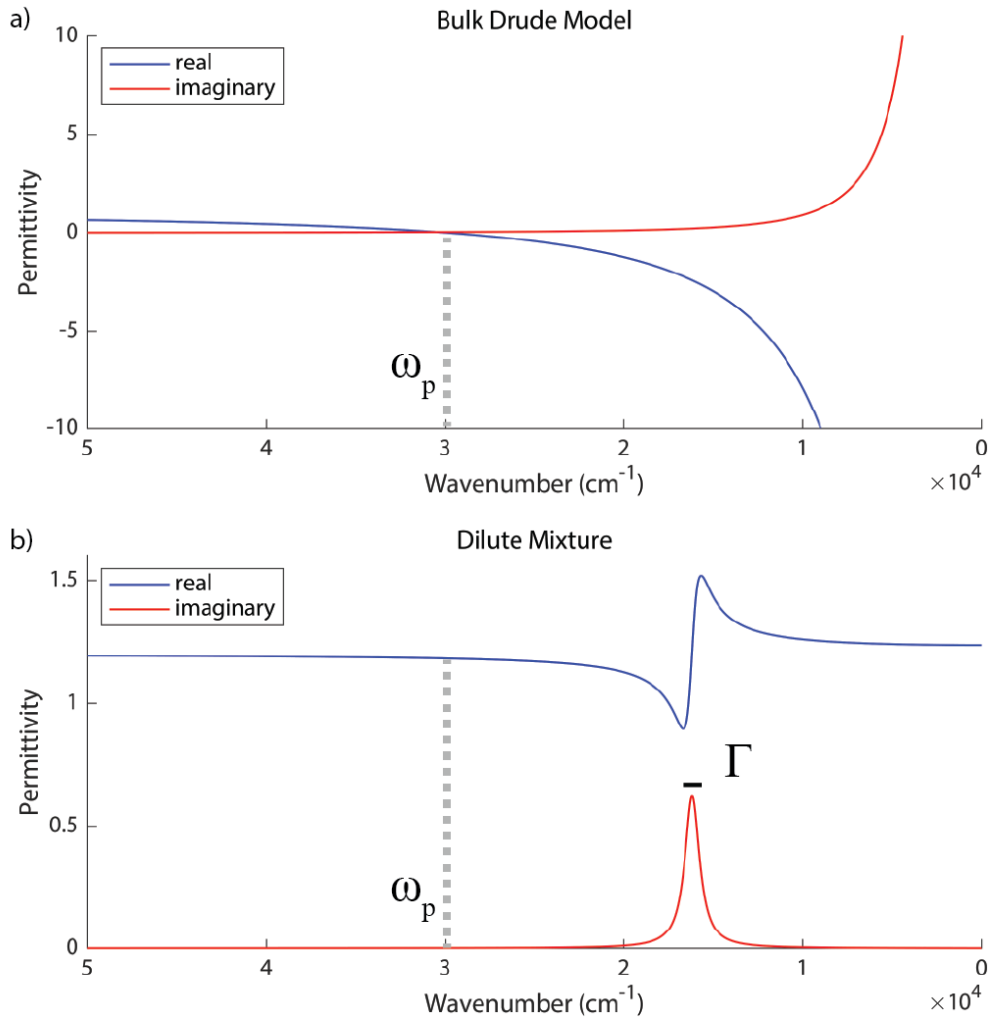 a)
Bulk Drude Model
10
real
imaginary
5
0
-5
-10
Permittivity
ωp
5
4
3
2
1
0
Wavenumber (cm-1)
×10 4
b)
Dilute Mixture
1.5
real
imaginary
1
0.5
0
Permittivity
Γ
ωp
5
4
3
2
1
0
Wavenumber (cm-1)
×10 4